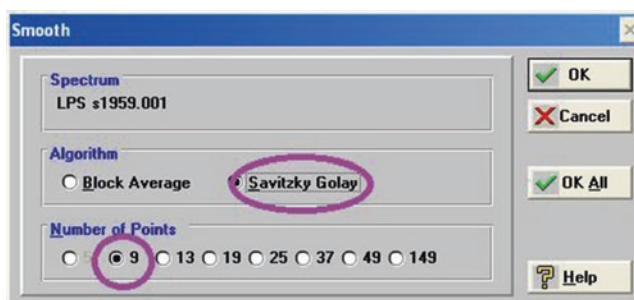 Smooth
Spectrum
LPS s1959.001
Algorithm
Block Average Savitzky Golay
Number of Points
5 9 13 19 25 37 49 149
OK
Cancel
OK All
Help